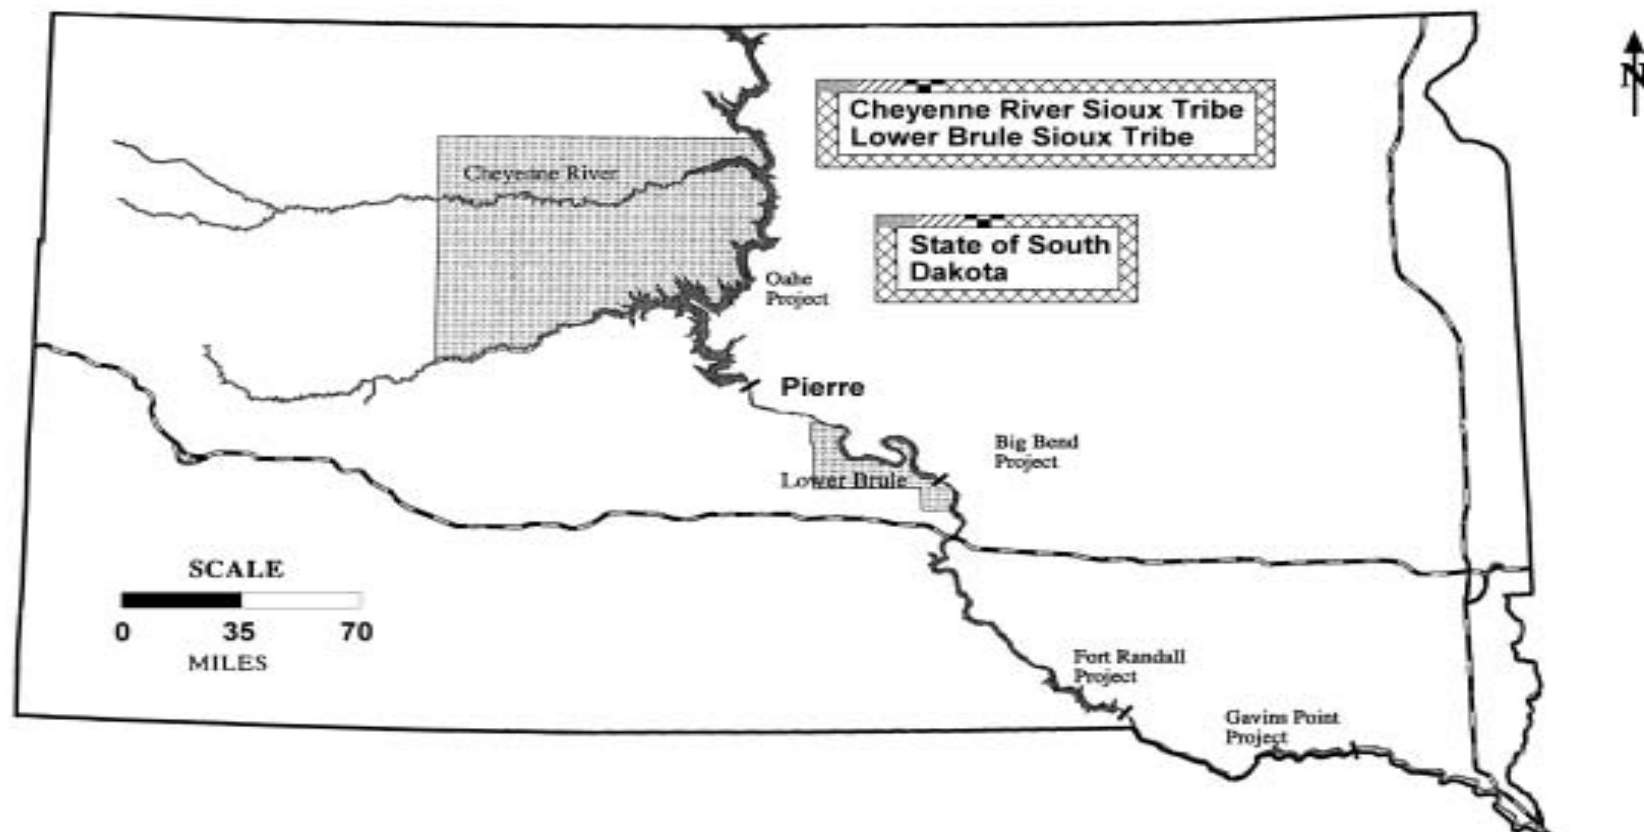 N
Cheyenne River Sioux Tribe
Lower Brule Sioux Tribe
Cheyenne River
State of South
Dakota
Oahe
Project
Pierre
Big Bend
Project
Lower Brule
SCALE
0 35 70
MILES
Fort Randall
Project
Gavins Point
Project